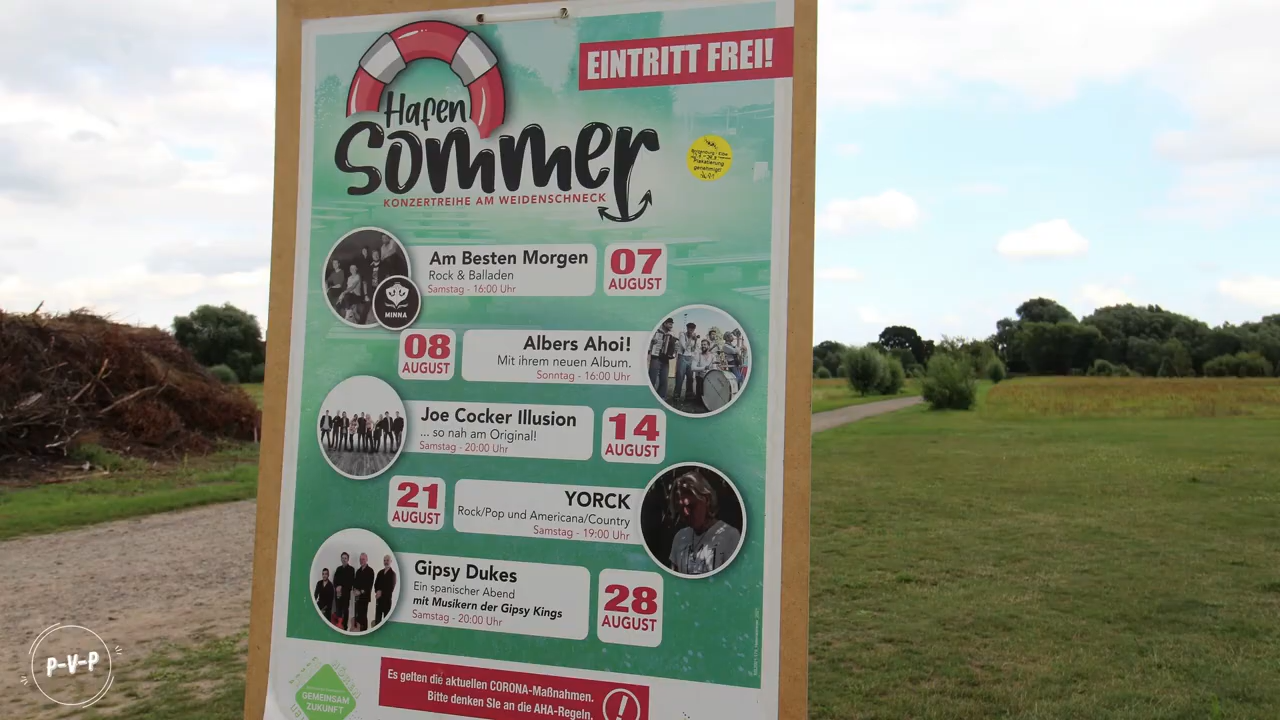 EINTRITT FREI!
Hafen
Sommer
KONZERTREIHE AM WEIDENSCHNECK
Plakatierung
genehmigt
Am Besten Morgen
Rock & Balladen
Samstag - 16:00 Uhr
07
AUGUST
MINNA
08
AUGUST
Albers Ahoi!
Mit ihrem neuen Album.
Sonntag - 16:00 Uhr
Joe Cocker Illusion
... so nah am Original!
Samstag - 20:00 Uhr
14
AUGUST
21
AUGUST
YORCK
Rock/Pop und Americana/Country
Samstag - 19:00 Uhr
Gipsy Dukes
Ein spanischer Abend
mit Musikern der Gipsy Kings
Samstag - 20:00 Uhr
28
AUGUST
GEMEINSAM
ZUKUNFT
Es gelten die aktuellen CORONA-Maßnahmen.
Bitte denken SIe an die AHA-Regeln.
P-V-P